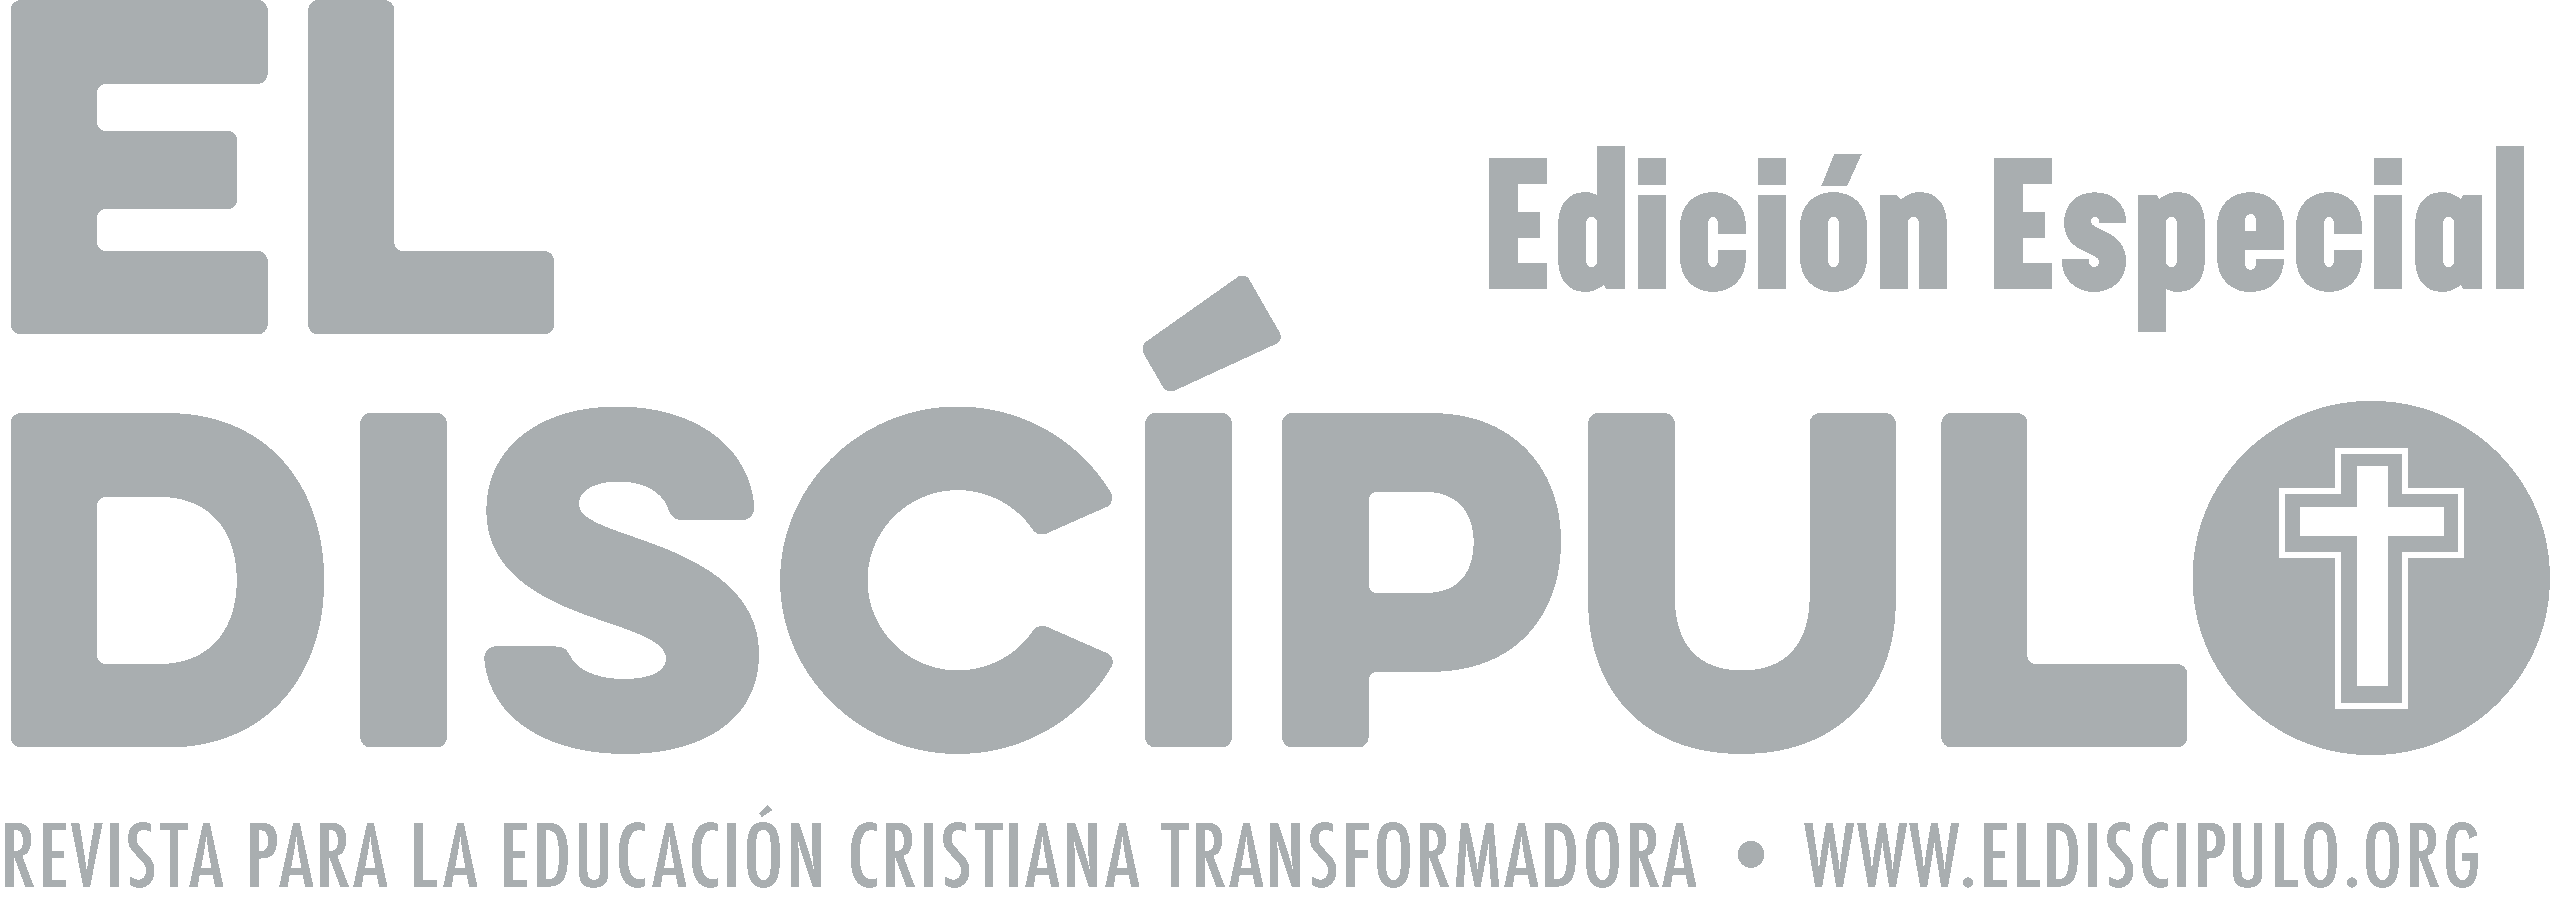 EL
Edición Especial
DISCÍPULO
REVISTA PARA LA EDUCACIÓN CRISTIANA TRANSFORMADORA • WWW.ELDISCIPULO.ORG